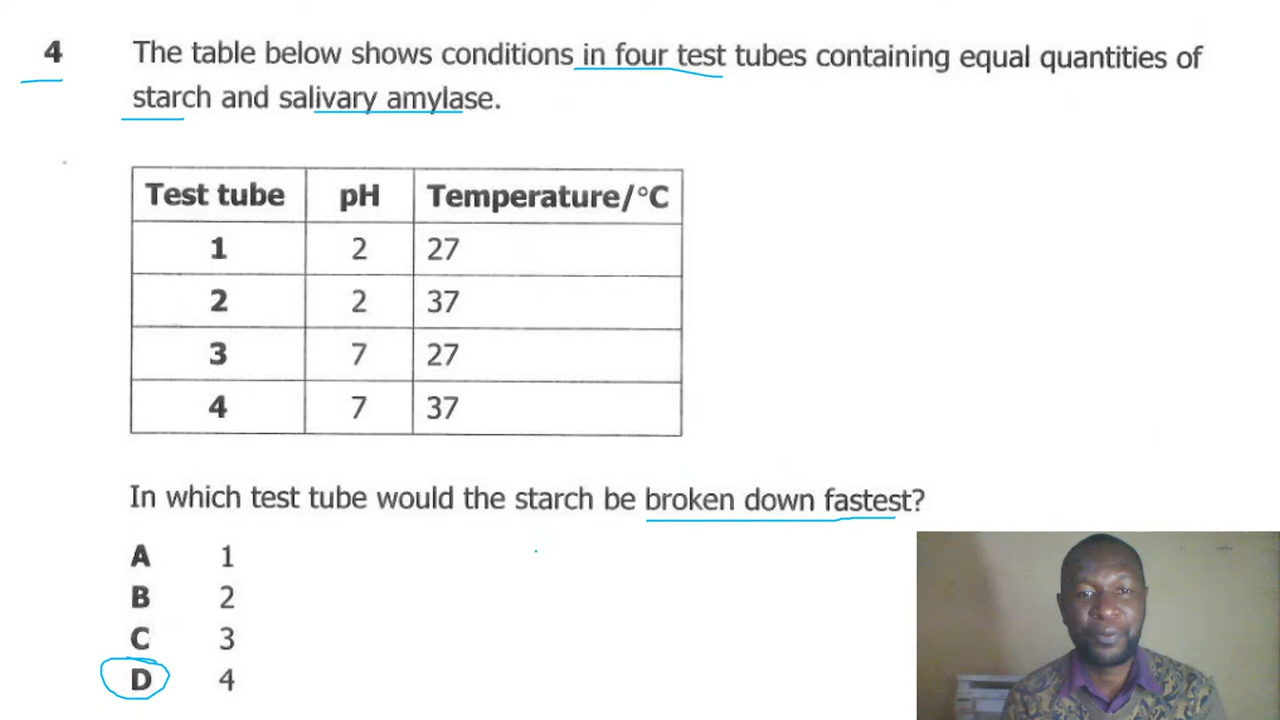 4 The table below shows conditions in four test tubes containing equal quantities of
starch and salivary amylase.
Test tube pH Temperature/°C
1 2 27
2 2 37
3 7 27
4 7 37
In which test tube would the starch be broken down fastest?
A 1
B 2
C 3
D 4